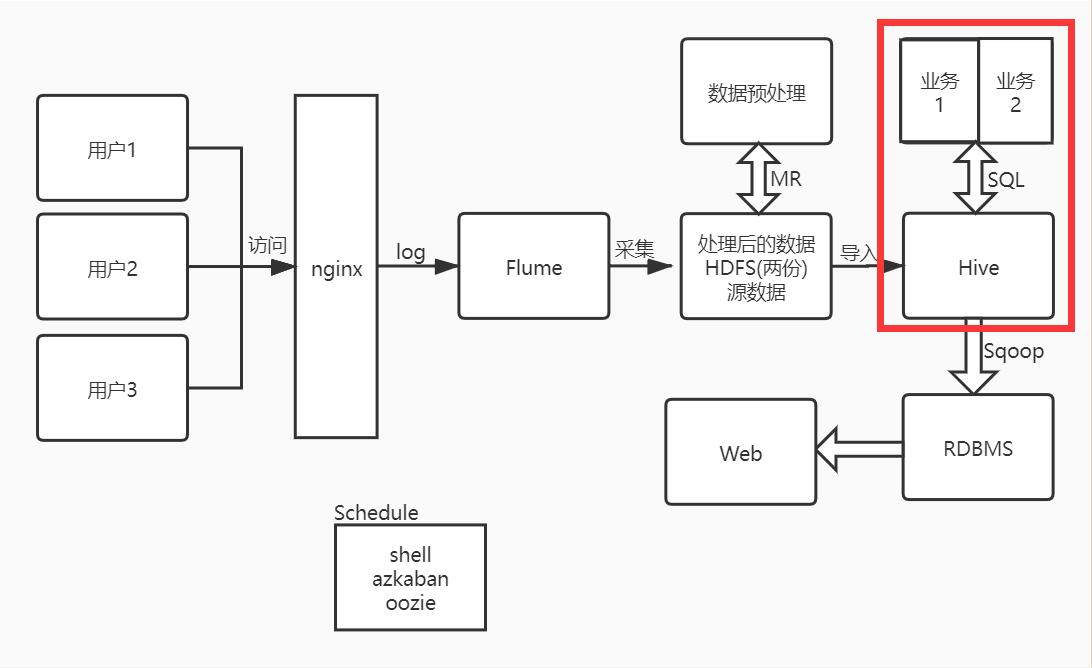 用户1
用户2
用户3
访问
nginx
log
Flume
采集
数据预处理
MR
处理后的数据
HDFS(两份)
源数据
导入
业务
1
业务
2
SQL
Hive
Sqoop
RDBMS
Web
Schedule
shell
azkaban
oozie